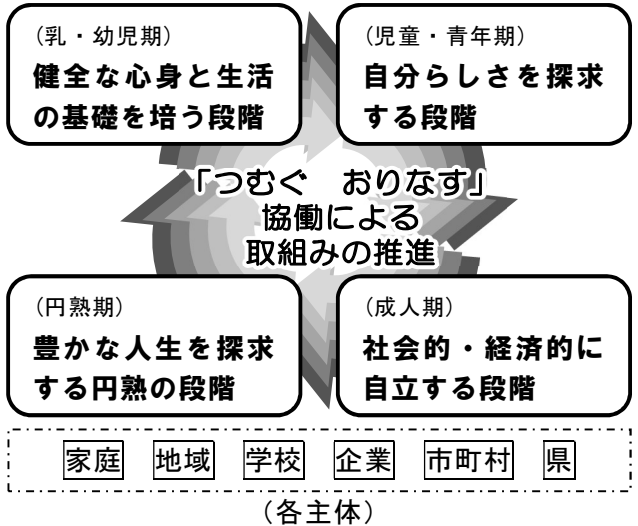 (乳・幼児期)
健全な心身と生活
の基礎を培う段階
(児童・青年期)
自分らしさを探求
する段階
「つむぐ　おりなす」
協働による
取組みの推進
(円熟期)
豊かな人生を探求
する円熟の段階
(成人期)
社会的・経済的に
自立する段階
家庭 地域 学校 企業 市町村 県
(各主体)